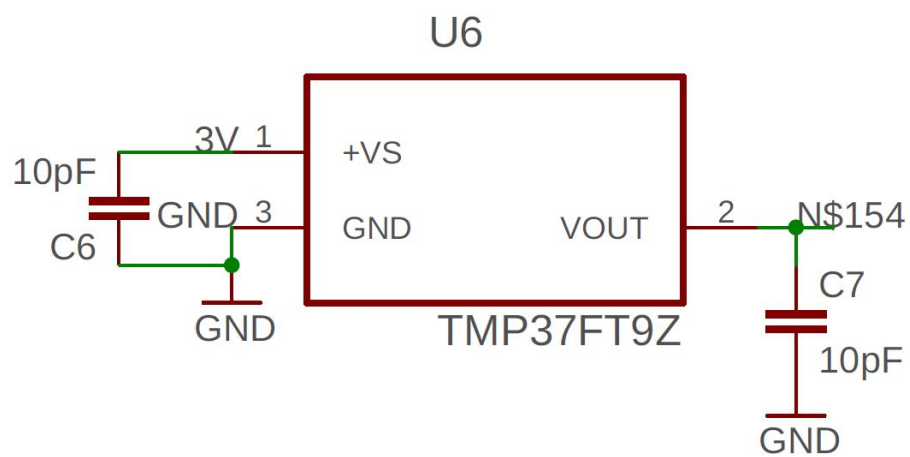 U6
3V 1
+VS
10pF
GND 3
GND
VOUT
2
N$154
C6
C7
GND
TMP37FT9Z
10pF
GND